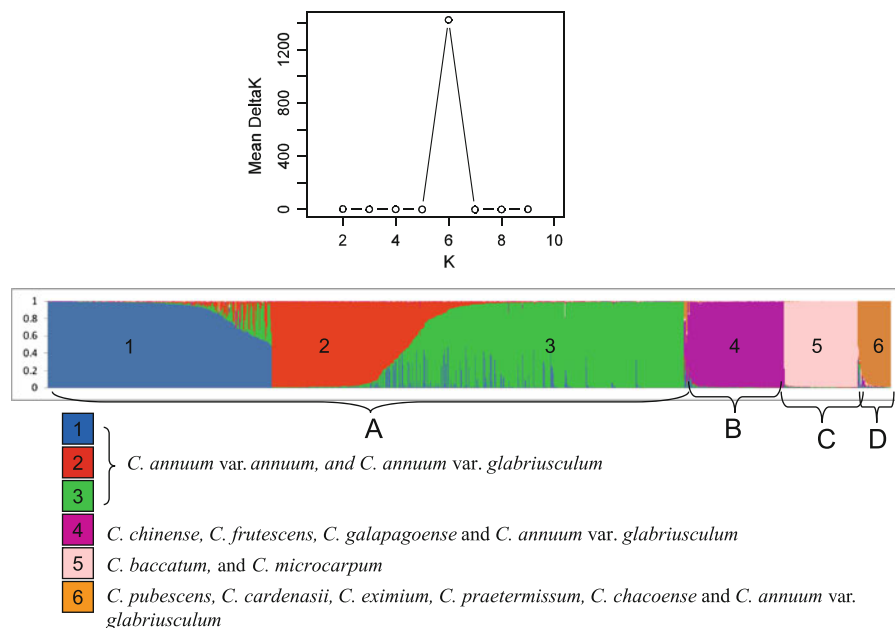 1200
800
400
0
Mean DeltaK
2 4 6 8 10
K
1
0.8
0.6
0.4
0.2
0
1 2 3 4 5 6
A B C D
1
2 C. annuum var. annuum, and C. annuum var. glabriusculum
3
4 C. chinense, C. frutescens, C. galapagoense and C. annuum var. glabriusculum
5 C. baccatum, and C. microcarpum
6 C. pubescens, C. cardenasii, C. eximium, C. praetermissum, C. chacoense and C. annuum var.
glabriusculum